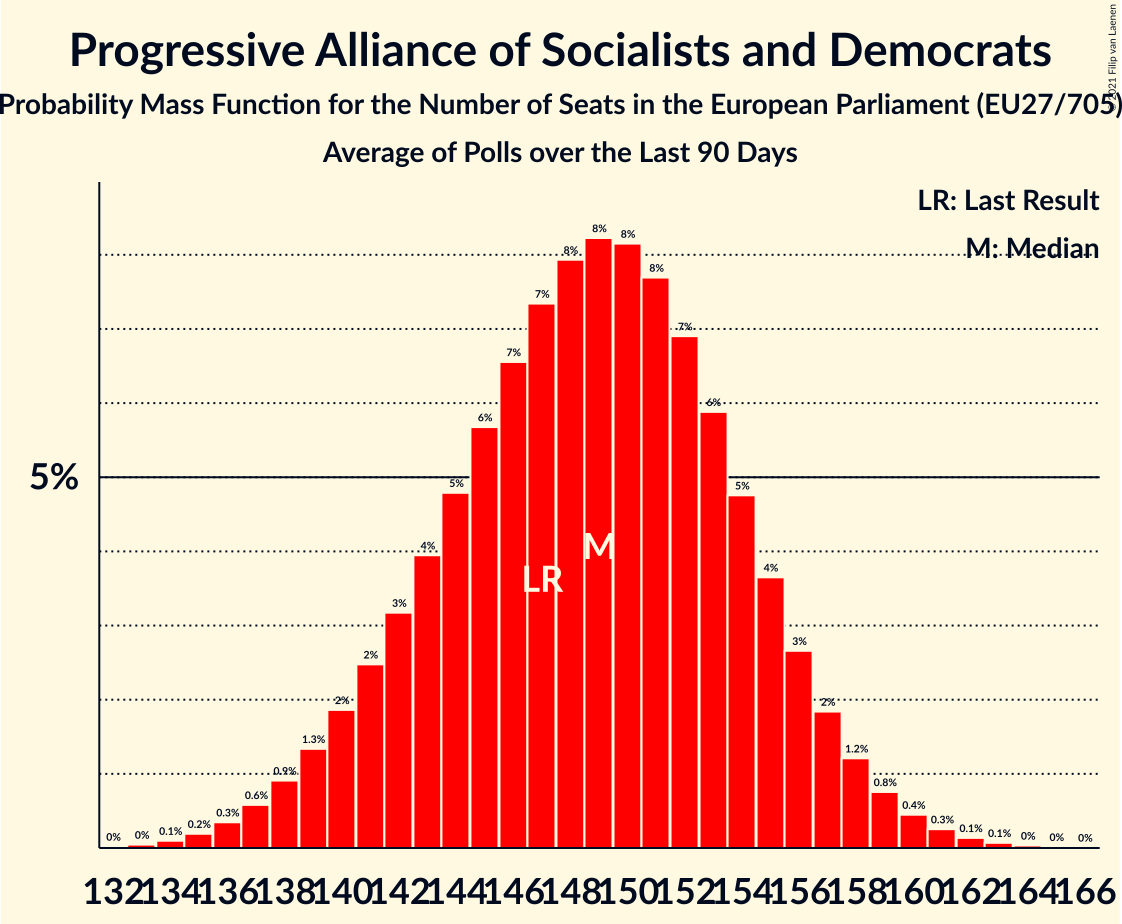 Progressive Alliance of Socialists and Democrats
Probability Mass Function for the Number of Seats in the European Parliament (EU27/705)
Average of Polls over the Last 90 Days
© 2021 Filip van Laenen
LR: Last Result
M: Median
5%
0% 0% 0.1% 0.2% 0.3% 0.6% 0.9% 1.3% 2% 2% 3% 4% 5% 6% 7% 7% 8% 8% 8% 8% 7% 6% 5% 4% 3% 2% 1.2% 0.8% 0.4% 0.3% 0.1% 0.1% 0% 0% 0%
M
LR
132 134 136 138 140 142 144 146 148 150 152 154 156 158 160 162 164 166